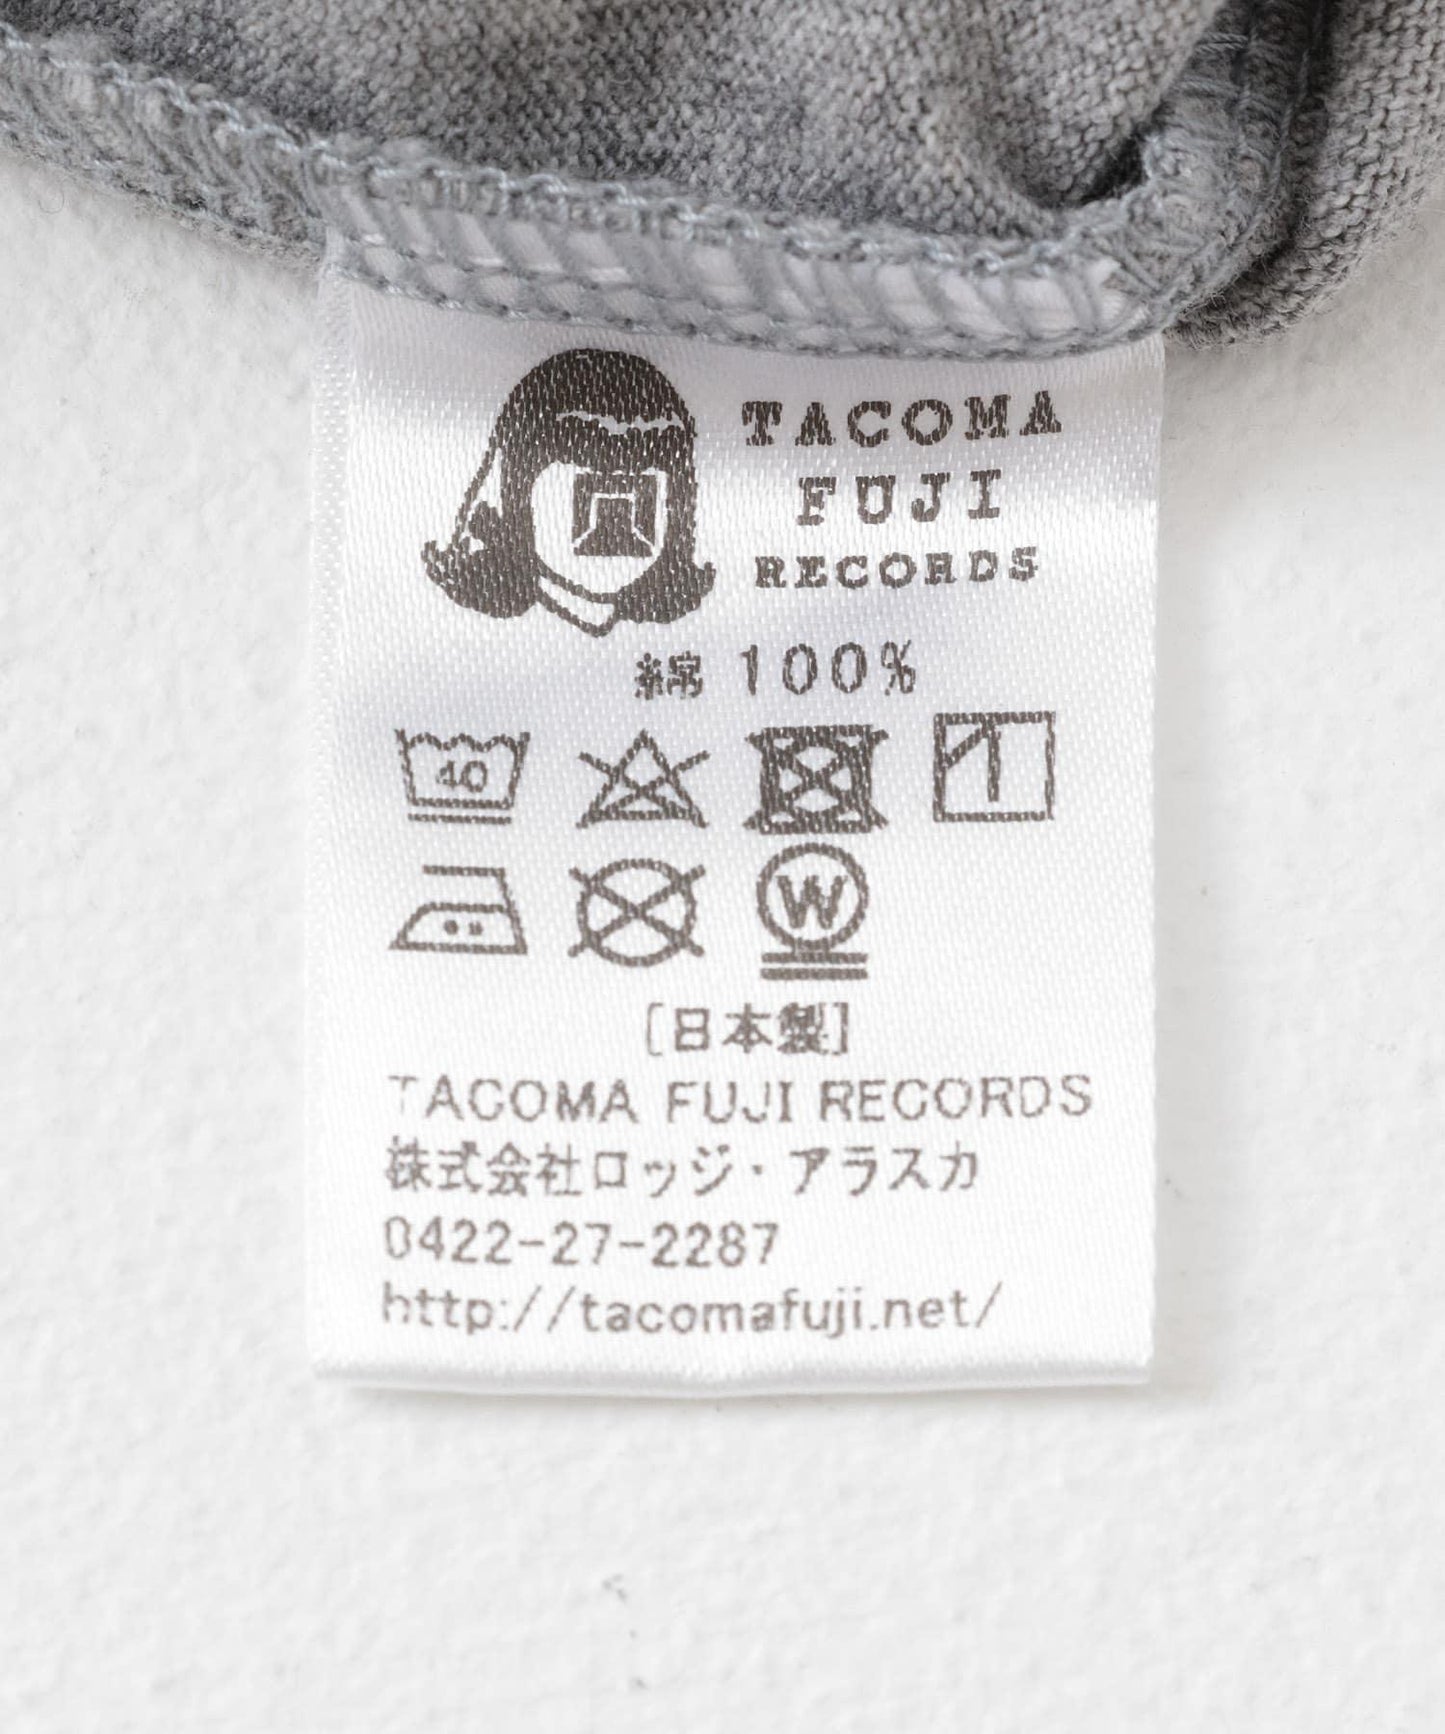 TACOMA
FUJI
RECORDS
綿 100%
40
W
[日本製]
TACOMA FUJI RECORDS
株式会社ロッジ・アラスカ
0422-27-2287
http://tacomafuji.net/